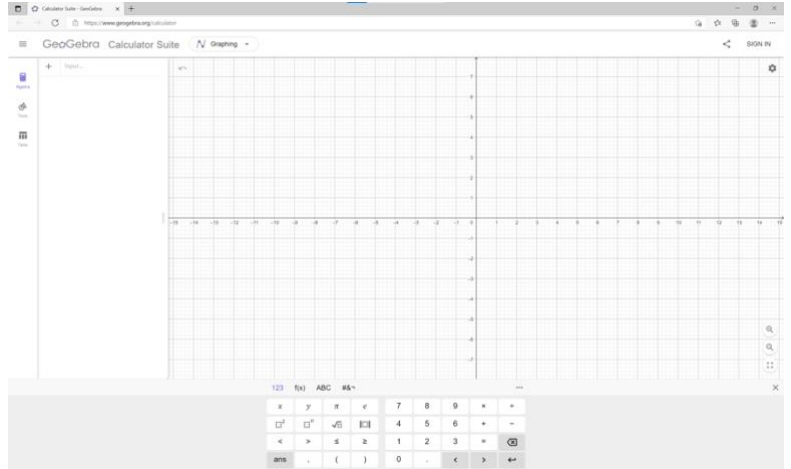 Calculator Suite - GeoGebra
https://www.geogebra.org/calculator
GeoGebra Calculator Suite Graphing SIGN IN
+ Input...
Algebra
Tools
Table
7
6
5
4
3
2
1
-15 -14 -13 -12 -11 -10 -9 -8 -7 -6 -5 -4 -3 -2 -1 0 1 2 3 4 5 6 7 8 9 10 11 12 13 14 15
-1
-2
-3
-4
-5
-6
-7
123 f(x) ABC #&¬ ...
x y π e 7 8 9 × ÷
□² □ⁿ √□ |□| 4 5 6 + −
< > ≤ ≥ 1 2 3 =
ans , ( ) 0 . < >